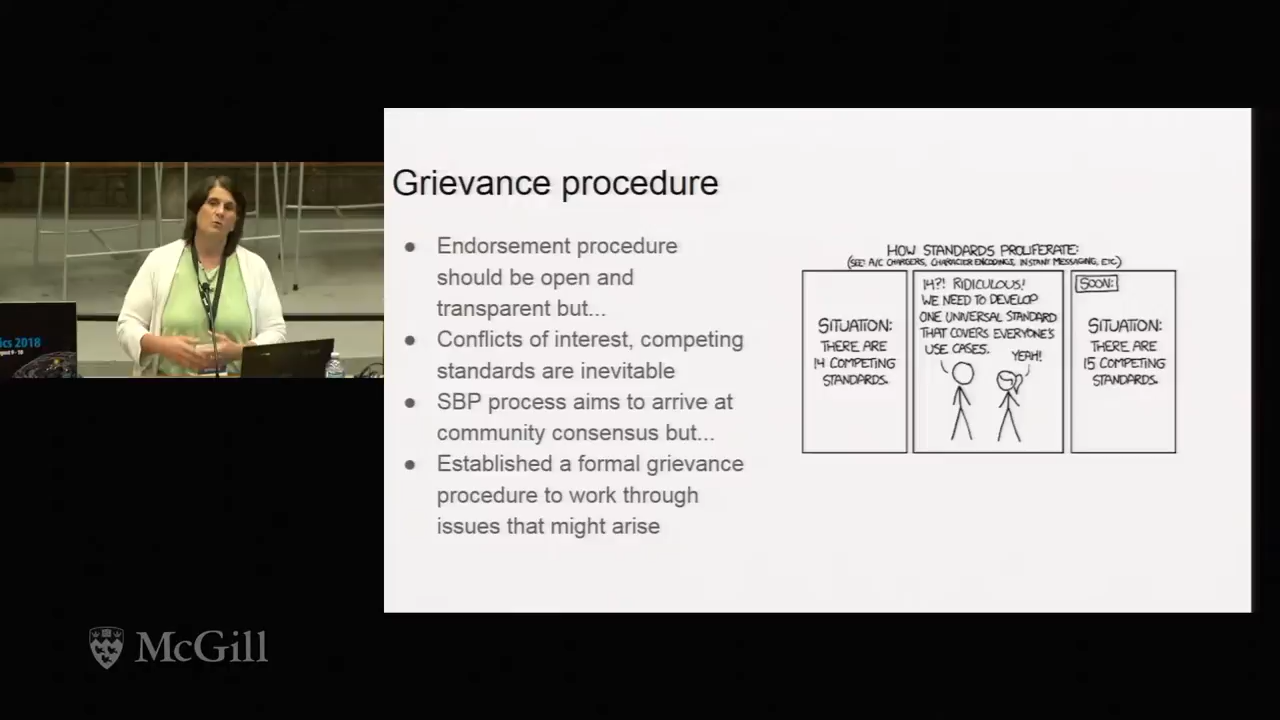 Grievance procedure
● Endorsement procedure
should be open and
transparent but...
● Conflicts of interest, competing
standards are inevitable
● SBP process aims to arrive at
community consensus but...
● Established a formal grievance
procedure to work through
issues that might arise
HOW STANDARDS PROLIFERATE:
(SEE: A/C CHARGERS, CHARACTER ENCODINGS, INSTANT MESSAGING, ETC.)
SITUATION:
THERE ARE
14 COMPETING
STANDARDS.
14?! RIDICULOUS!
WE NEED TO DEVELOP
ONE UNIVERSAL STANDARD
THAT COVERS EVERYONE'S
USE CASES.
YEAH!
SOON:
SITUATION:
THERE ARE
15 COMPETING
STANDARDS.
ics 2018
McGill